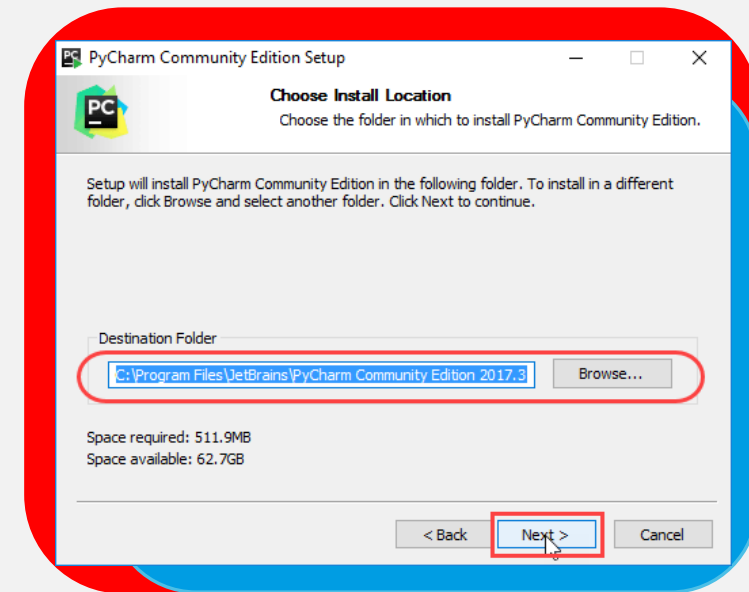 PyCharm Community Edition Setup
PC
Choose Install Location
Choose the folder in which to install PyCharm Community Edition.
Setup will install PyCharm Community Edition in the following folder. To install in a different
folder, click Browse and select another folder. Click Next to continue.
Destination Folder
C:\Program Files\JetBrains\PyCharm Community Edition 2017.3
Browse...
Space required: 511.9MB
Space available: 62.7GB
< Back Next > Cancel